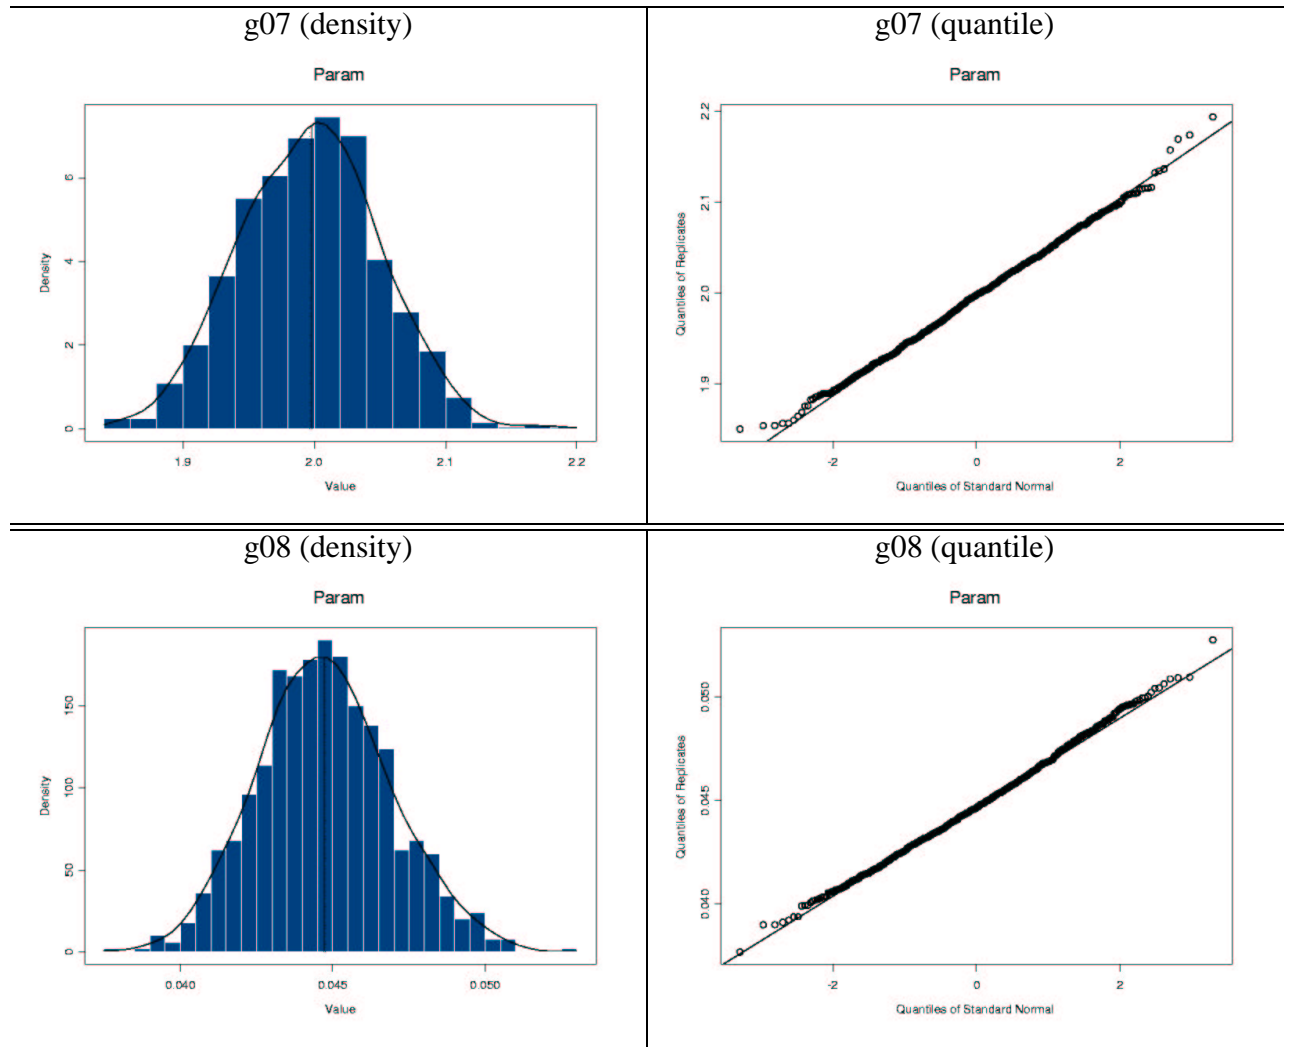 g07 (density)
g07 (quantile)
Param
Param
Density
0
2
4
6
1.9
2.0
2.1
2.2
Value
Quantiles of Replicates
1.9
2.0
2.1
2.2
-2
0
2
Quantiles of Standard Normal
g08 (density)
g08 (quantile)
Param
Param
Density
0
50
100
150
0.040
0.045
0.050
Value
Quantiles of Replicates
0.040
0.045
0.050
-2
0
2
Quantiles of Standard Normal